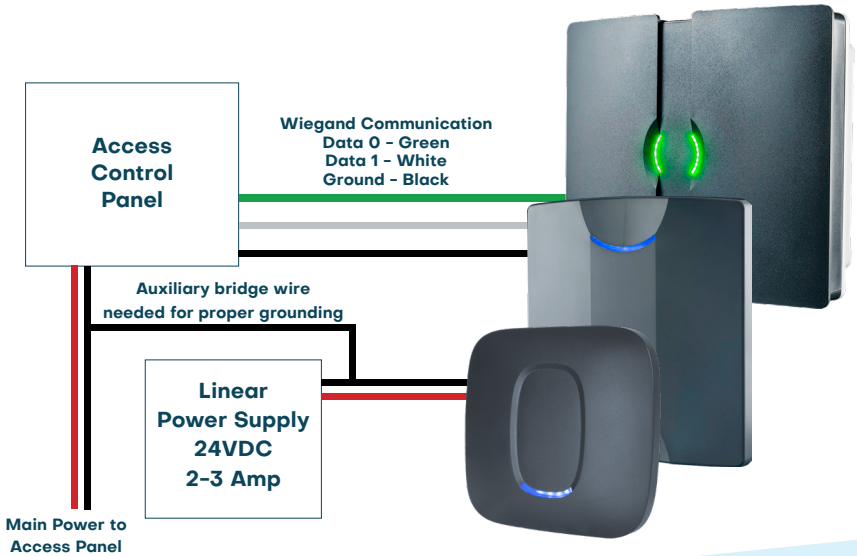 Access
Control
Panel
Wiegand Communication
Data 0 - Green
Data 1 - White
Ground - Black
Auxiliary bridge wire
needed for proper grounding
Linear
Power Supply
24VDC
2-3 Amp
Main Power to
Access Panel